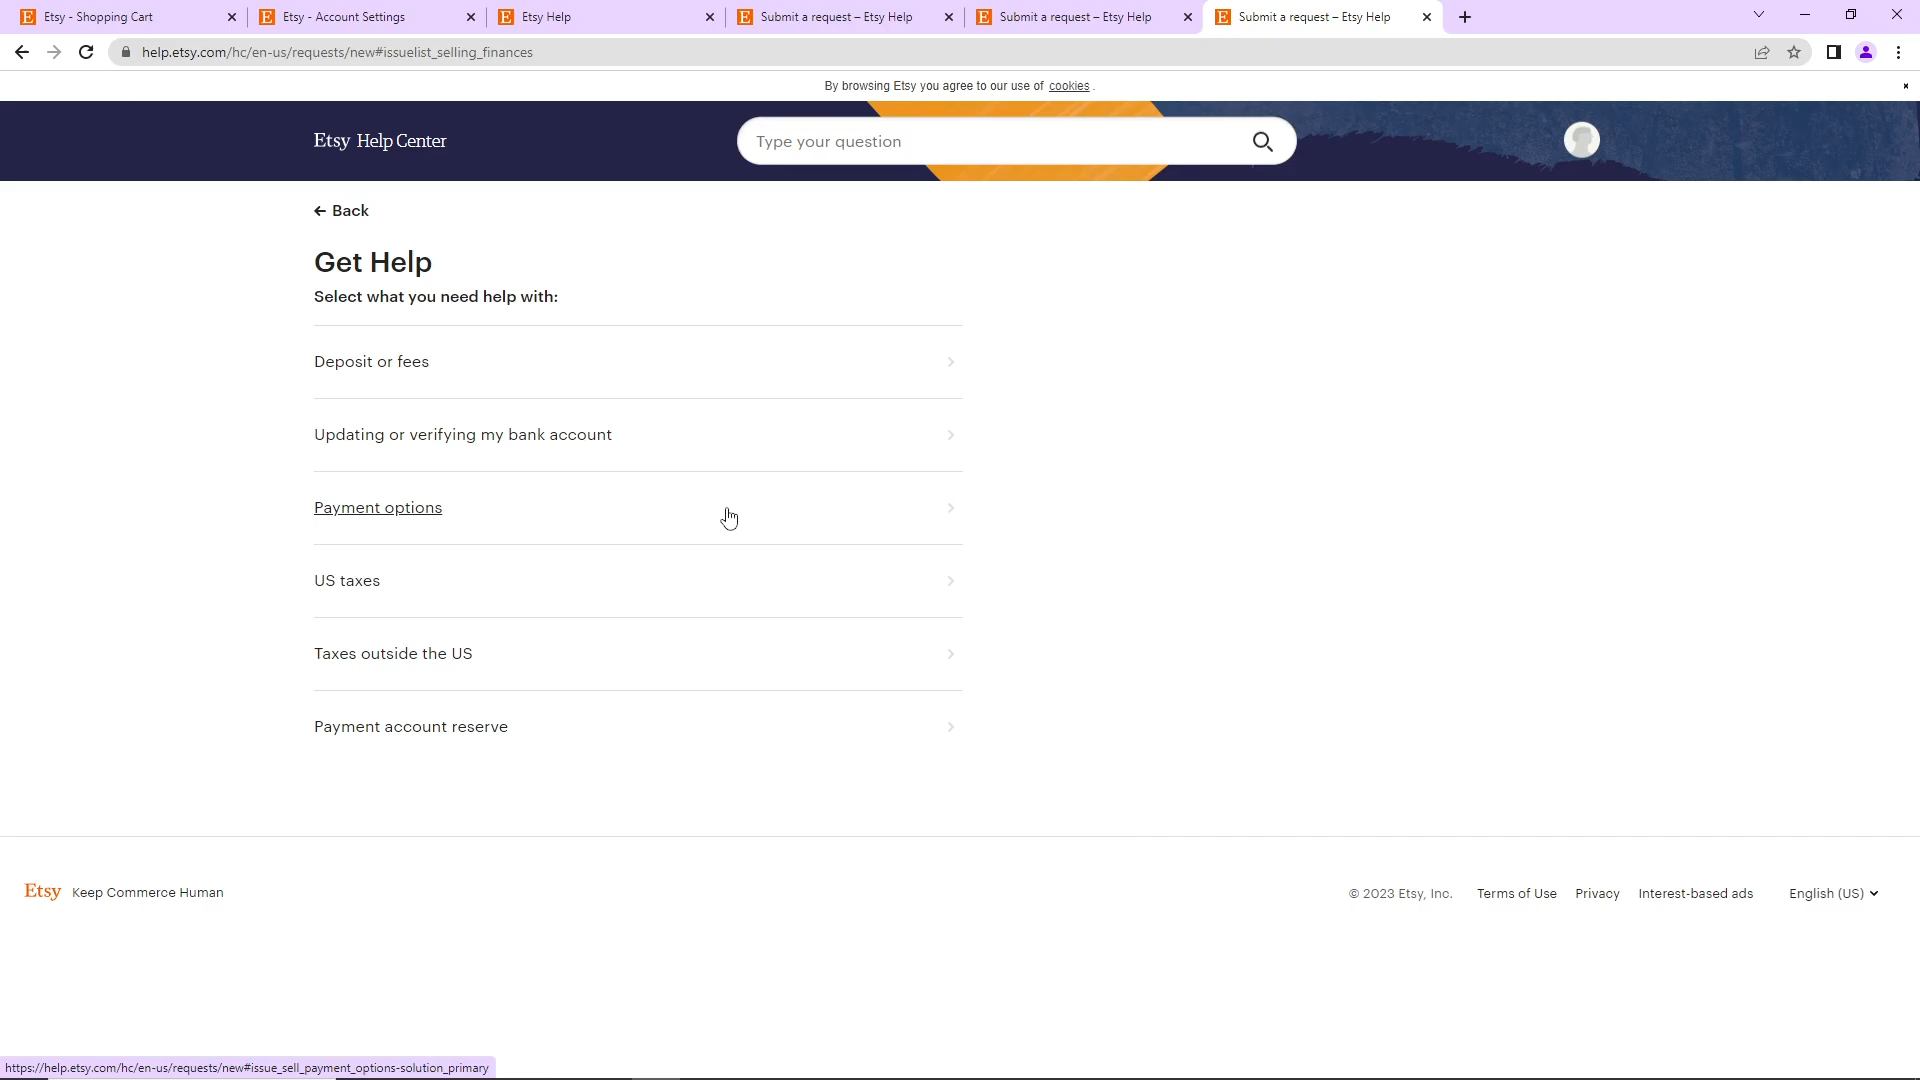 Etsy - Shopping Cart
Etsy - Account Settings
Etsy Help
Submit a request – Etsy Help
Submit a request – Etsy Help
Submit a request – Etsy Help
help.etsy.com/hc/en-us/requests/new#issuelist_selling_finances
By browsing Etsy you agree to our use of cookies .
Etsy Help Center
Type your question
Back
Get Help
Select what you need help with:
Deposit or fees
Updating or verifying my bank account
Payment options
US taxes
Taxes outside the US
Payment account reserve
Etsy Keep Commerce Human
© 2023 Etsy, Inc. Terms of Use Privacy Interest-based ads English (US)
https://help.etsy.com/hc/en-us/requests/new#issue_sell_payment_options-solution_primary